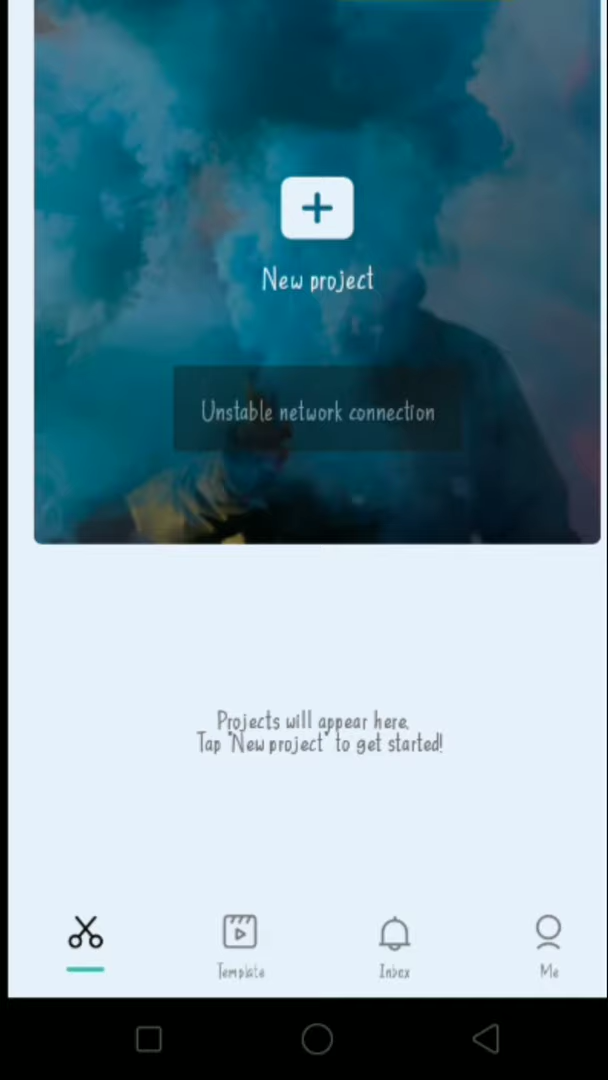 New project
Unstable network connection
Projects will appear here.
Tap "New project" to get started!
Template
Inbox
Me